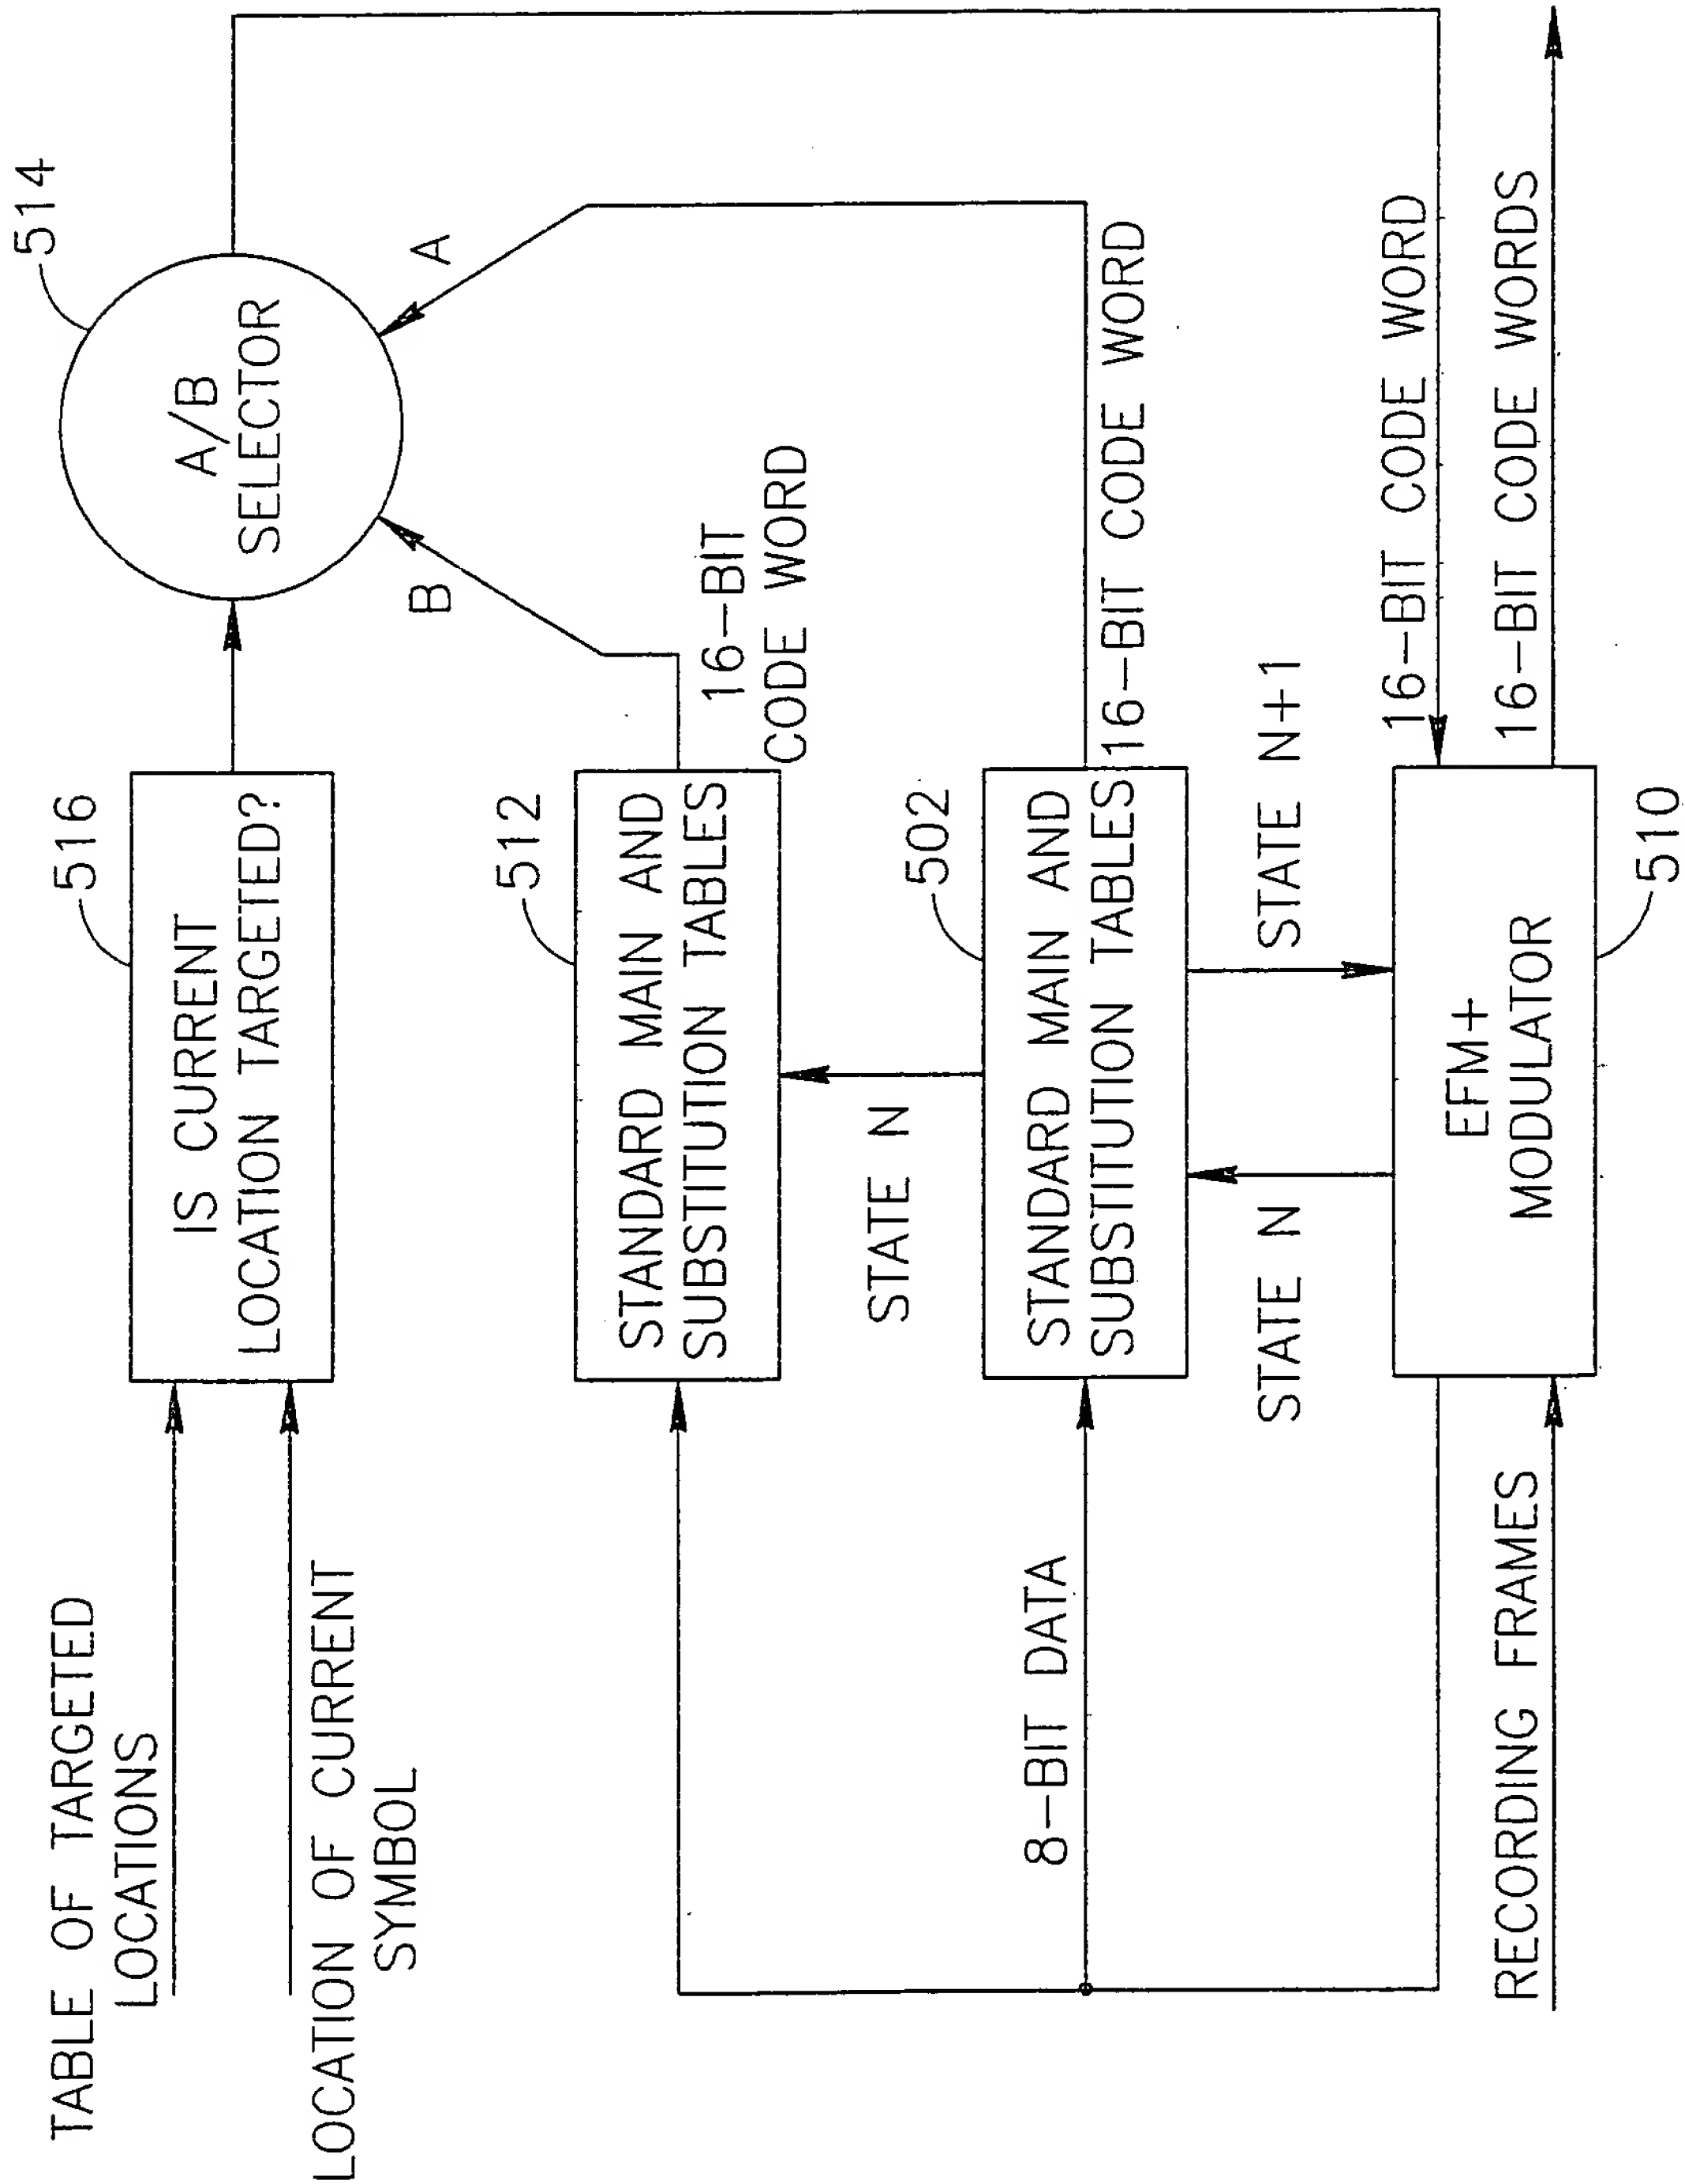 TABLE OF TARGETED
LOCATIONS
LOCATION OF CURRENT
SYMBOL
516
IS CURRENT
LOCATION TARGETED?
514
A/B
SELECTOR
B
A
512
STANDARD MAIN AND
SUBSTITUTION TABLES
16-BIT
CODE WORD
STATE N
8-BIT DATA
502
STANDARD MAIN AND
SUBSTITUTION TABLES
16-BIT CODE WORD
STATE N
STATE N+1
RECORDING FRAMES
EFM+
MODULATOR
510
16-BIT CODE WORD
16-BIT CODE WORDS